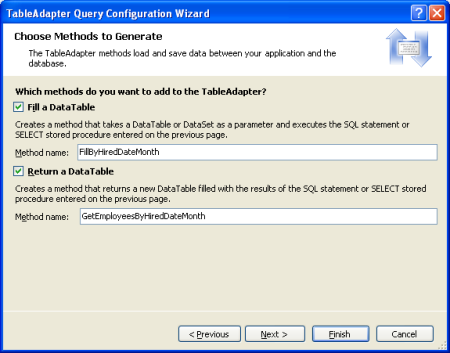 TableAdapter Query Configuration Wizard
Choose Methods to Generate
The TableAdapter methods load and save data between your application and the
database.
Which methods do you want to add to the TableAdapter?
Fill a DataTable
Creates a method that takes a DataTable or DataSet as a parameter and executes the SQL statement or
SELECT stored procedure entered on the previous page.
Method name: FillByHiredDateMonth
Return a DataTable
Creates a method that returns a new DataTable filled with the results of the SQL statement or SELECT stored
procedure entered on the previous page.
Method name: GetEmployeesByHiredDateMonth
< Previous Next > Finish Cancel